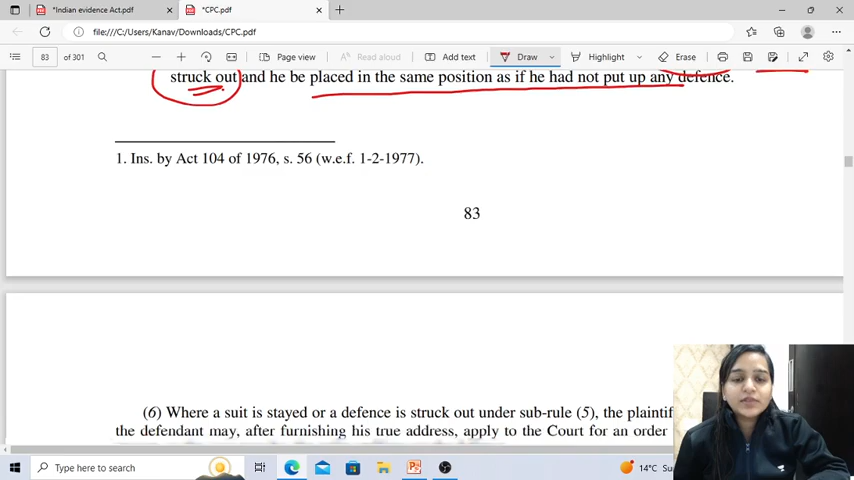 *Indian evidence Act.pdf
*CPC.pdf
file:///C:/Users/Kanav/Downloads/CPC.pdf
83 of 301
Page view
Read aloud
Add text
Draw
Highlight
Erase
struck out and he be placed in the same position as if he had not put up any defence.
1. Ins. by Act 104 of 1976, s. 56 (w.e.f. 1-2-1977).
83
(6) Where a suit is stayed or a defence is struck out under sub-rule (5), the plaintif
the defendant may, after furnishing his true address, apply to the Court for an order
Type here to search
14°C Su